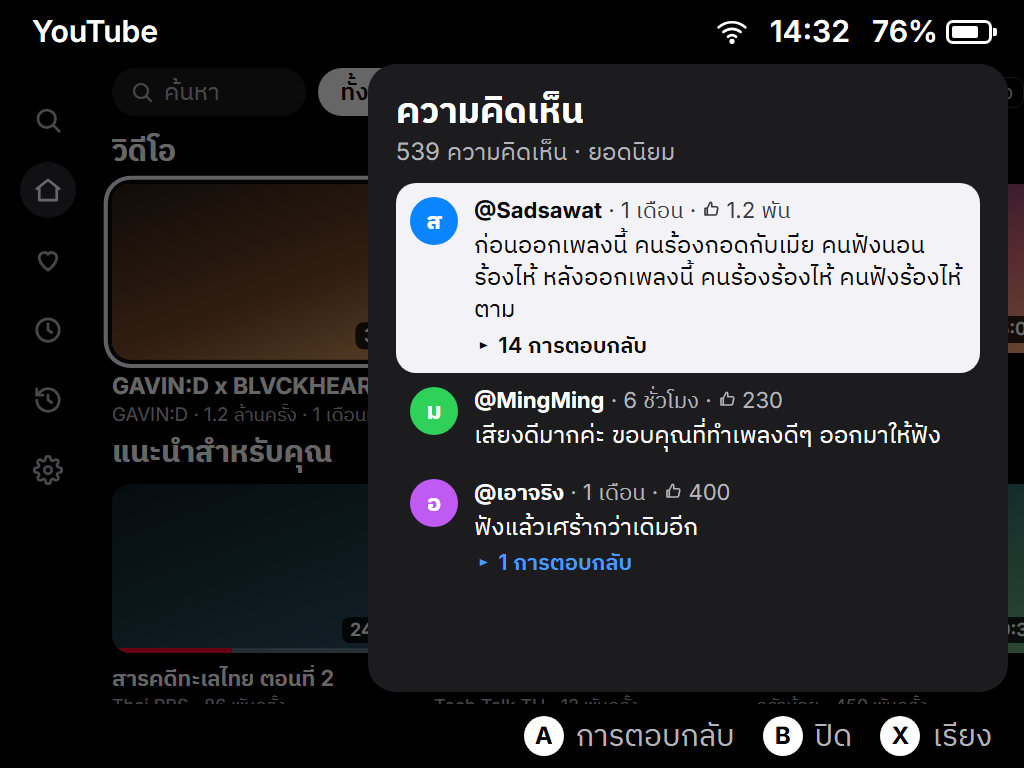 YouTube
14:32 76%
ค้นหา
วิดีโอ
GAVIN:D x BLVCKHEAR
GAVIN:D · 1.2 ล้านครั้ง · 1 เดือน
แนะนำสำหรับคุณ
24
สารคดีทะเลไทย ตอนที่ 2
Thai PBS · 86 พันครั้ง
ความคิดเห็น
539 ความคิดเห็น · ยอดนิยม
ส
@Sadsawat · 1 เดือน · 1.2 พัน
ก่อนออกเพลงนี้ คนร้องกอดกับเมีย คนฟังนอน
ร้องไห้ หลังออกเพลงนี้ คนร้องร้องไห้ คนฟังร้องไห้
ตาม
▸ 14 การตอบกลับ
ม
@MingMing · 6 ชั่วโมง · 230
เสียงดีมากค่ะ ขอบคุณที่ทำเพลงดีๆ ออกมาให้ฟัง
อ
@เอาจริง · 1 เดือน · 400
ฟังแล้วเศร้ากว่าเดิมอีก
▸ 1 การตอบกลับ
A การตอบกลับ B ปิด X เรียง